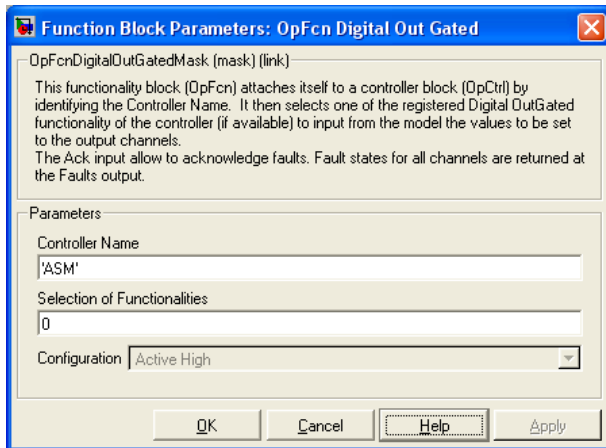 Function Block Parameters: OpFcn Digital Out Gated
OpFcnDigitalOutGatedMask (mask) (link)
This functionality block (OpFcn) attaches itself to a controller block (OpCtrl) by
identifying the Controller Name. It then selects one of the registered Digital OutGated
functionality of the controller (if available) to input from the model the values to be set
to the output channels.
The Ack input allow to acknowledge faults. Fault states for all channels are returned at
the Faults output.
Parameters
Controller Name
'ASM'
Selection of Functionalities
0
Configuration Active High
OK Cancel Help Apply